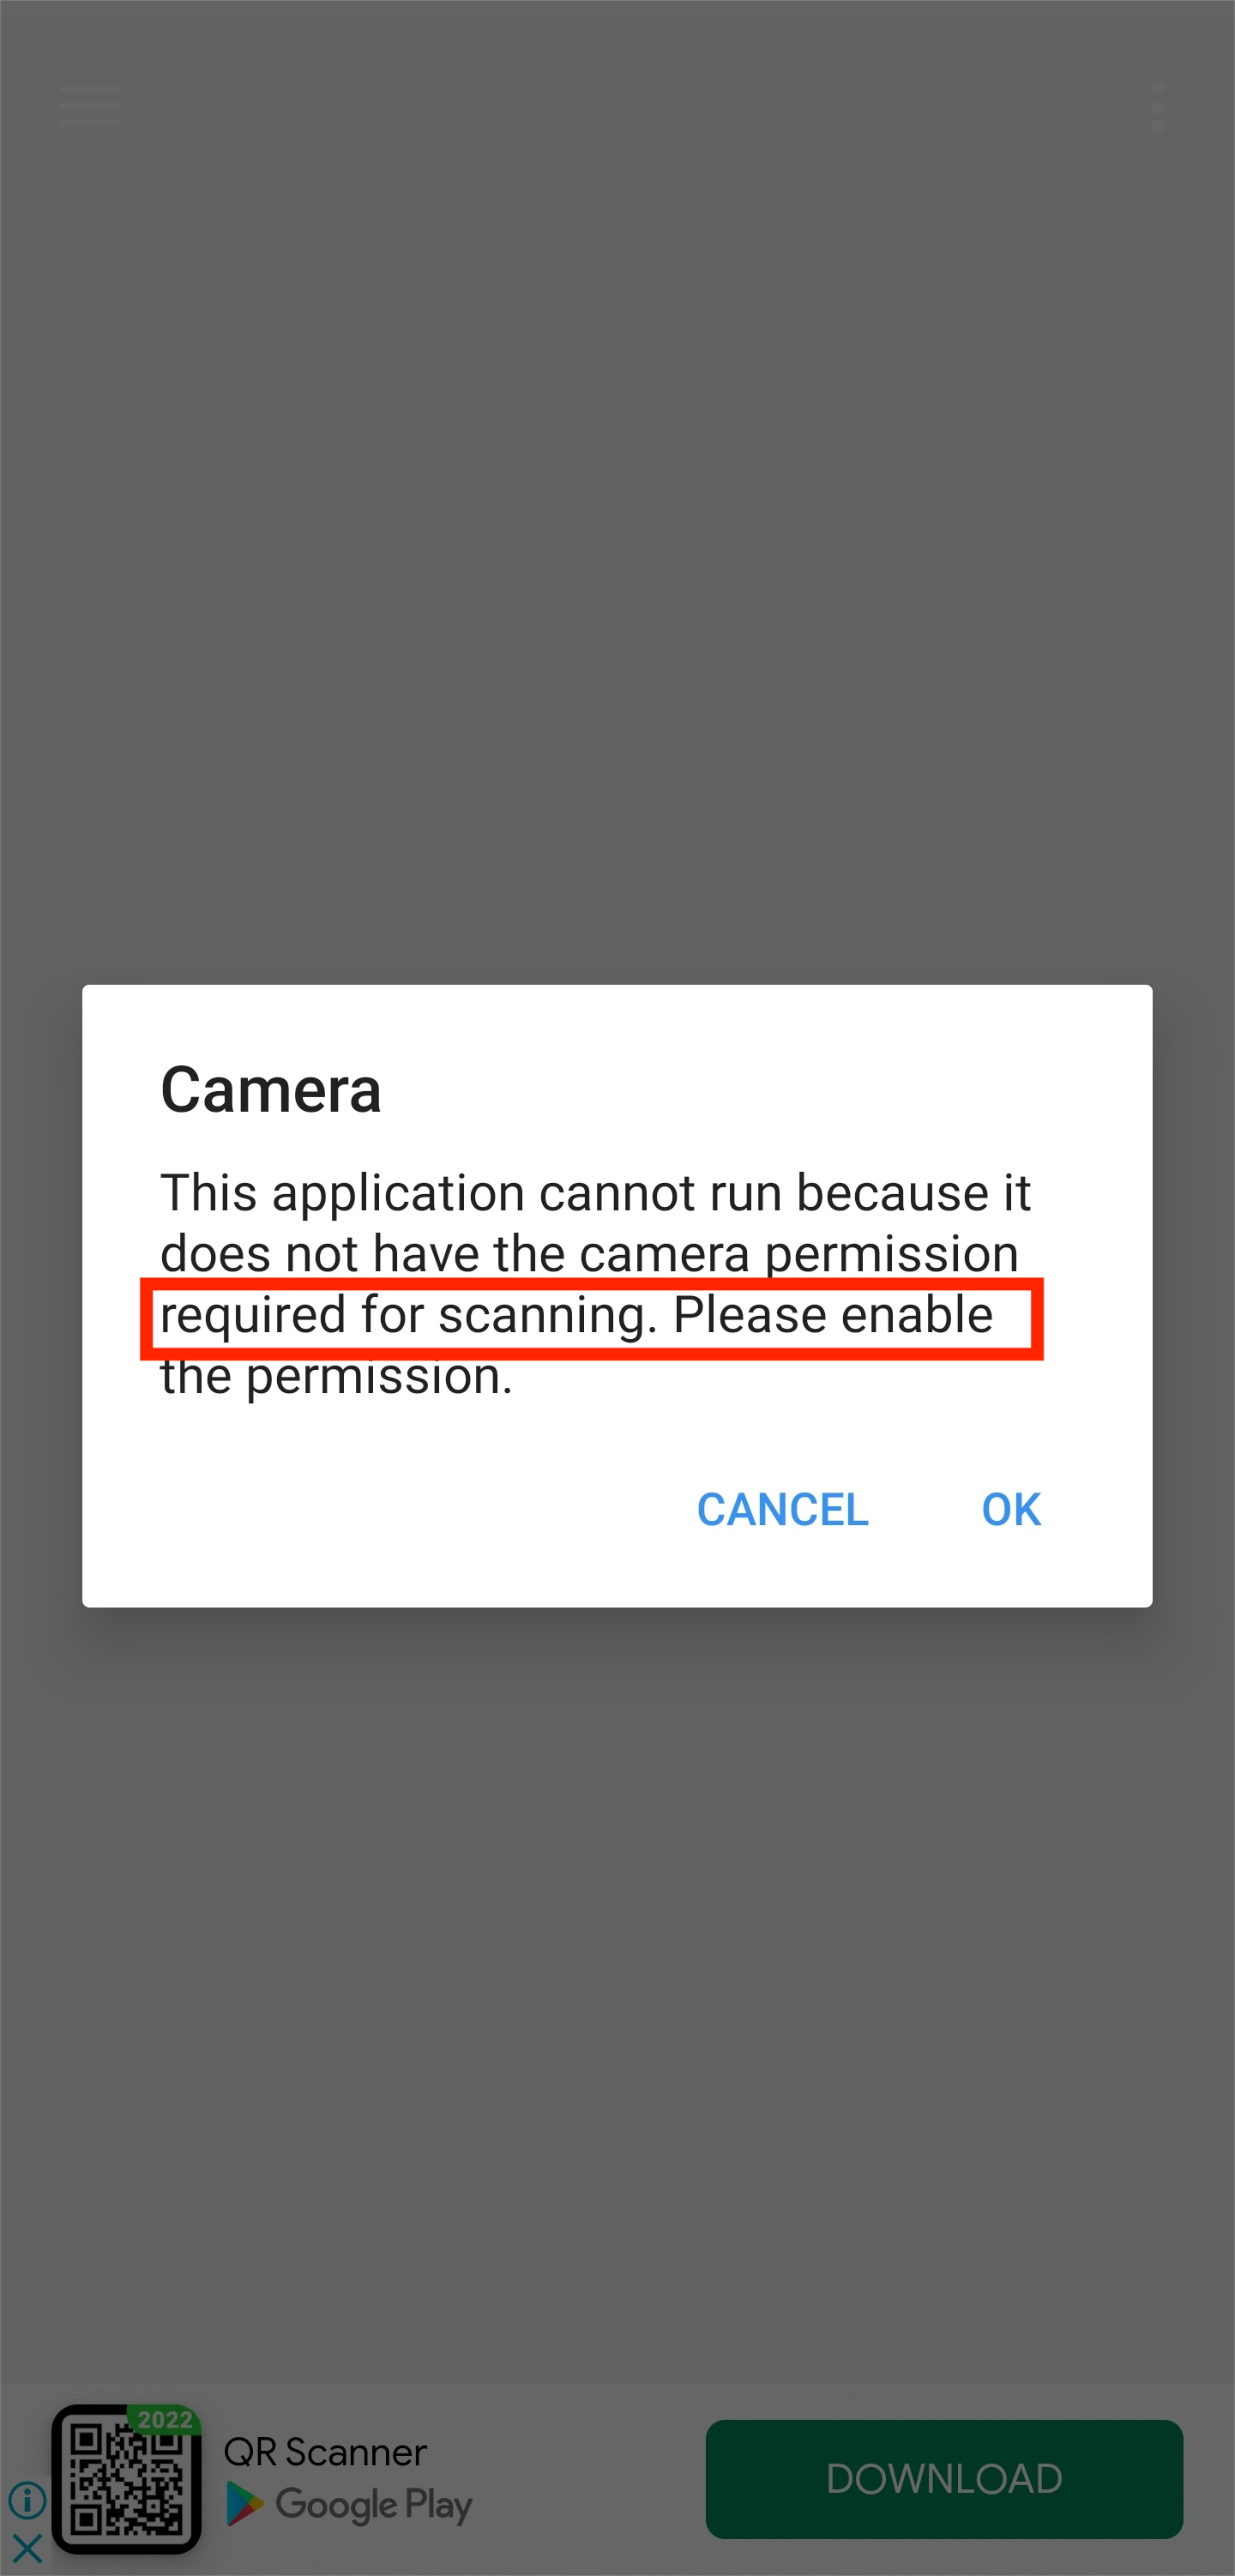 Camera
This application cannot run because it
does not have the camera permission
required for scanning. Please enable
the permission.
CANCEL OK
2022
QR Scanner
Google Play
DOWNLOAD